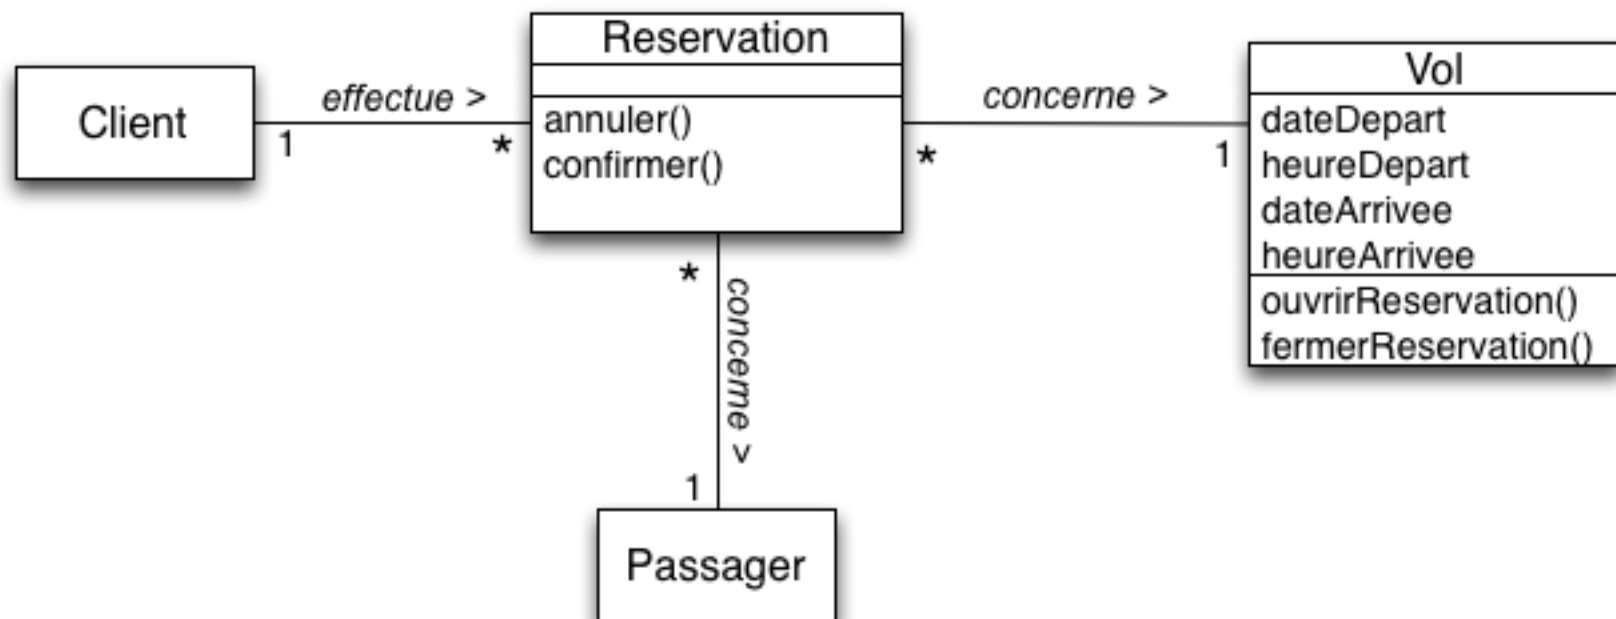 Client
1
effectue >
*
Reservation
annuler()
confirmer()
*
concerne >
1
Vol
dateDepart
heureDepart
dateArrivee
heureArrivee
ouvrirReservation()
fermerReservation()
*
concerne >
1
Passager